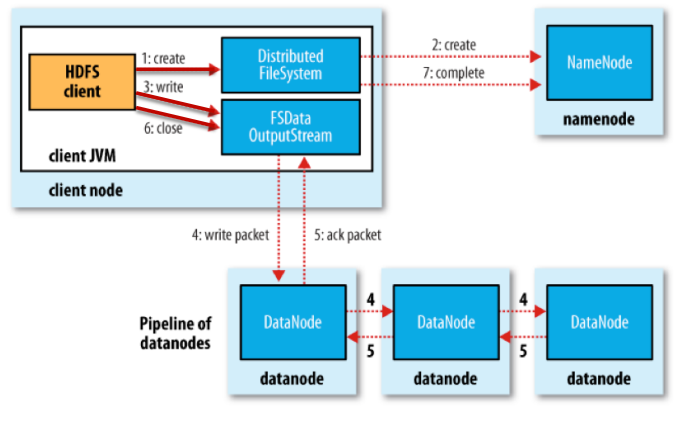 HDFS
client
1: create
3: write
6: close
Distributed
FileSystem
FSData
OutputStream
client JVM
client node
2: create
7: complete
NameNode
namenode
4: write packet
5: ack packet
Pipeline of
datanodes
DataNode
datanode
4
5
DataNode
datanode
4
5
DataNode
datanode